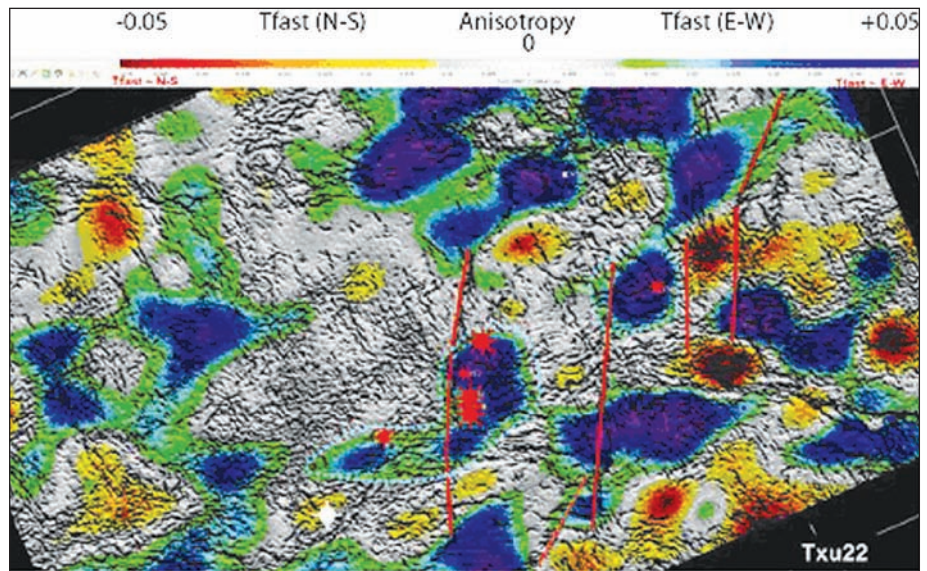 -0.05 Tfast (N-S) Anisotropy Tfast (E-W) +0.05
0
Tfast - N-S Tfast - E-W
Txu22